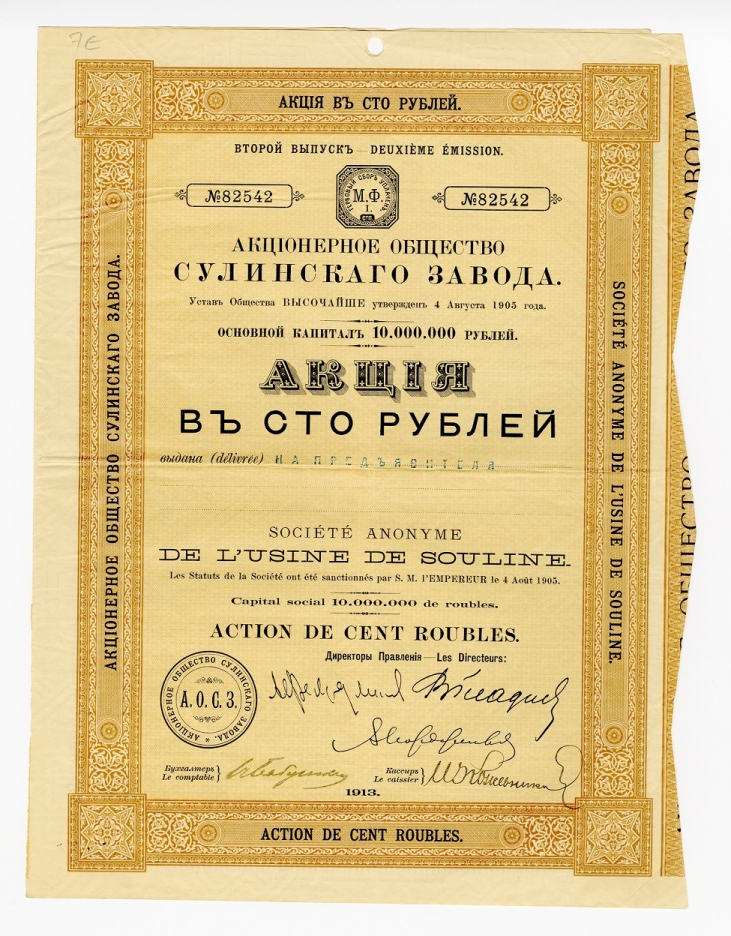 7E
АКЦІЯ ВЪ СТО РУБЛЕЙ.
ВТОРОЙ ВЫПУСКЪ — DEUXIÈME ÉMISSION.
№82542
ГЕРБОВЫЙ СБОРЪ УПЛАЧЕНЪ
М.Ф.
I.
№82542
АКЦІОНЕРНОЕ ОБЩЕСТВО
СУЛИНСКАГО ЗАВОДА.
Уставъ Общества ВЫСОЧАЙШЕ утвержденъ 4 Августа 1905 года.
ОСНОВНОЙ КАПИТАЛЪ 10.000.000 РУБЛЕЙ.
АКЦІЯ
ВЪ СТО РУБЛЕЙ
выдана (délivrée) НА ПРЕДЪЯВИТЕЛЯ
SOCIÉTÉ ANONYME
DE L'USINE DE SOULINE.
Les Statuts de la Société ont été sanctionnés par S. M. l'EMPEREUR le 4 Août 1905.
Capital social 10.000.000 de roubles.
ACTION DE CENT ROUBLES.
Директоры Правленія — Les Directeurs:
АКЦІОНЕРНОЕ ОБЩЕСТВО СУЛИНСКАГО ЗАВОДА.
А.О.С.З.
Бухгалтеръ
Le comptable
Кассиръ
Le caissier
1913.
ACTION DE CENT ROUBLES.
АКЦІОНЕРНОЕ ОБЩЕСТВО СУЛИНСКАГО ЗАВОДА.
SOCIÉTÉ ANONYME DE L'USINE DE SOULINE.
ЗАВОДА
ОБЩЕСТВО